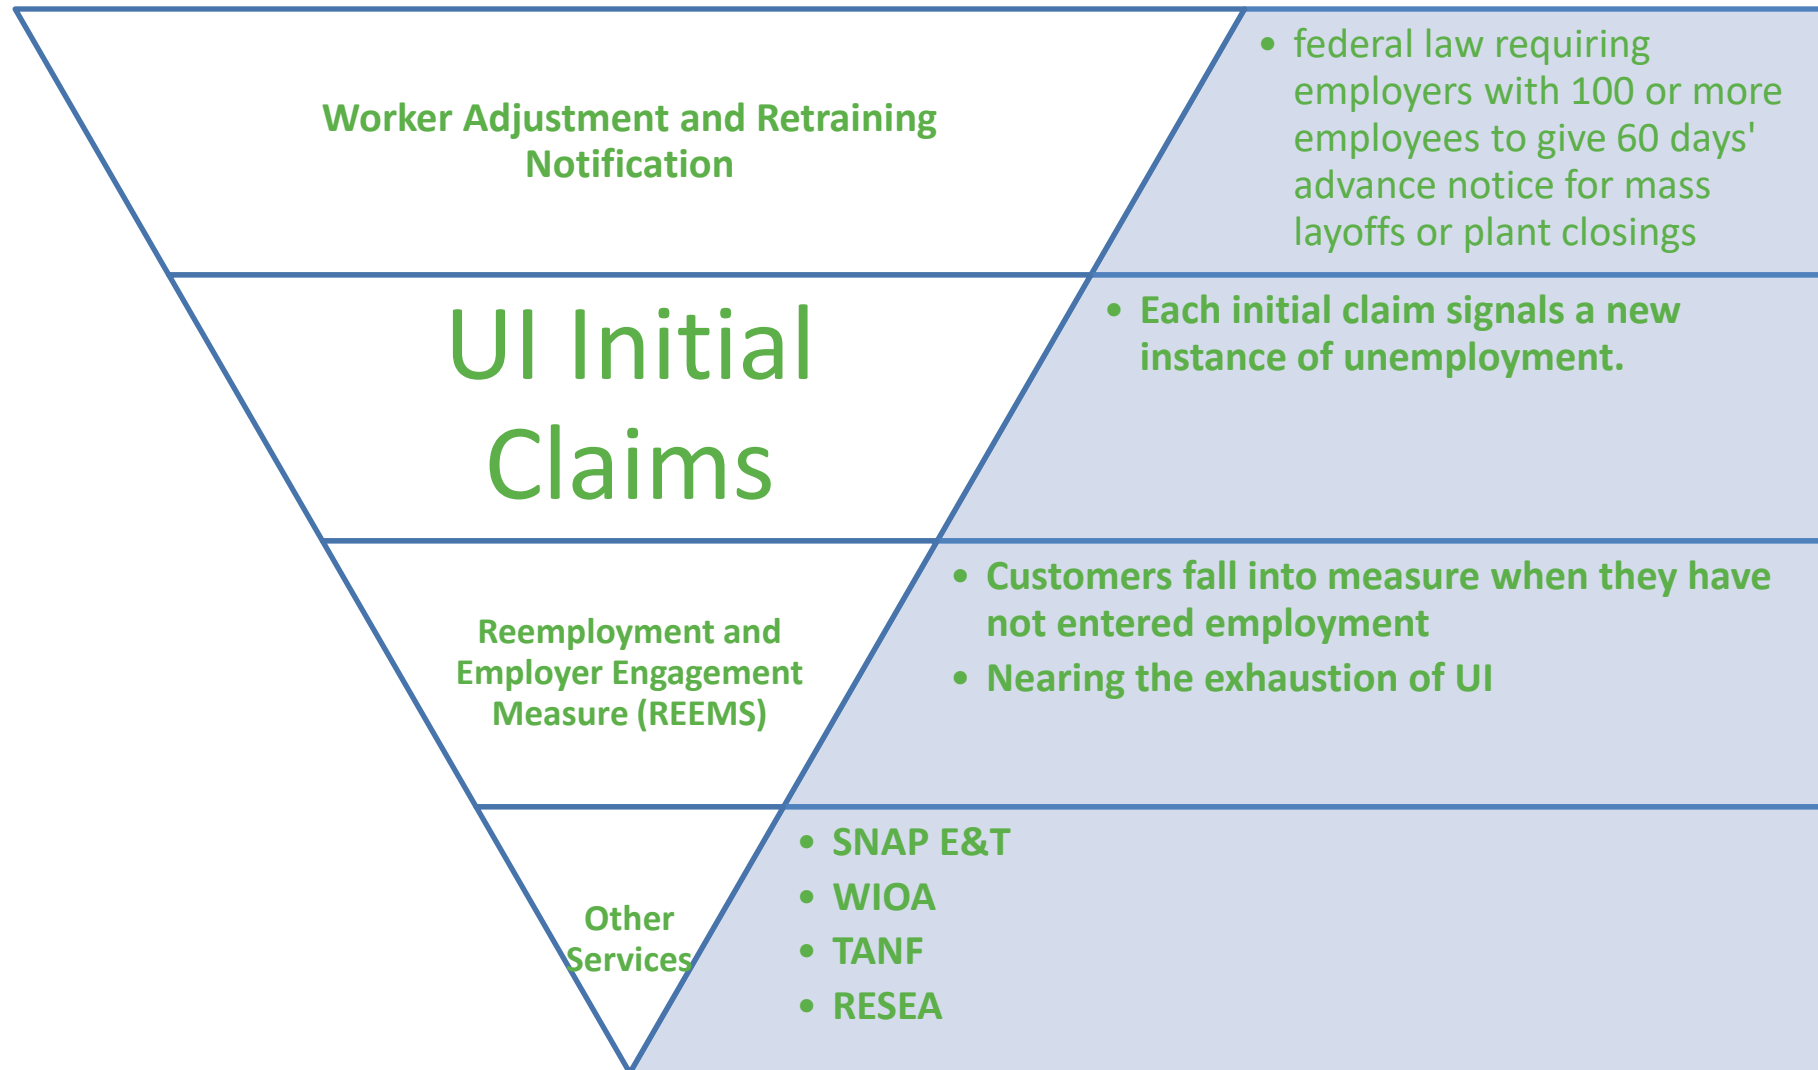 Worker Adjustment and Retraining
Notification
• federal law requiring
employers with 100 or more
employees to give 60 days'
advance notice for mass
layoffs or plant closings
UI Initial
Claims
• Each initial claim signals a new
instance of unemployment.
Reemployment and
Employer Engagement
Measure (REEMS)
• Customers fall into measure when they have
not entered employment
• Nearing the exhaustion of UI
Other
Services
• SNAP E&T
• WIOA
• TANF
• RESEA